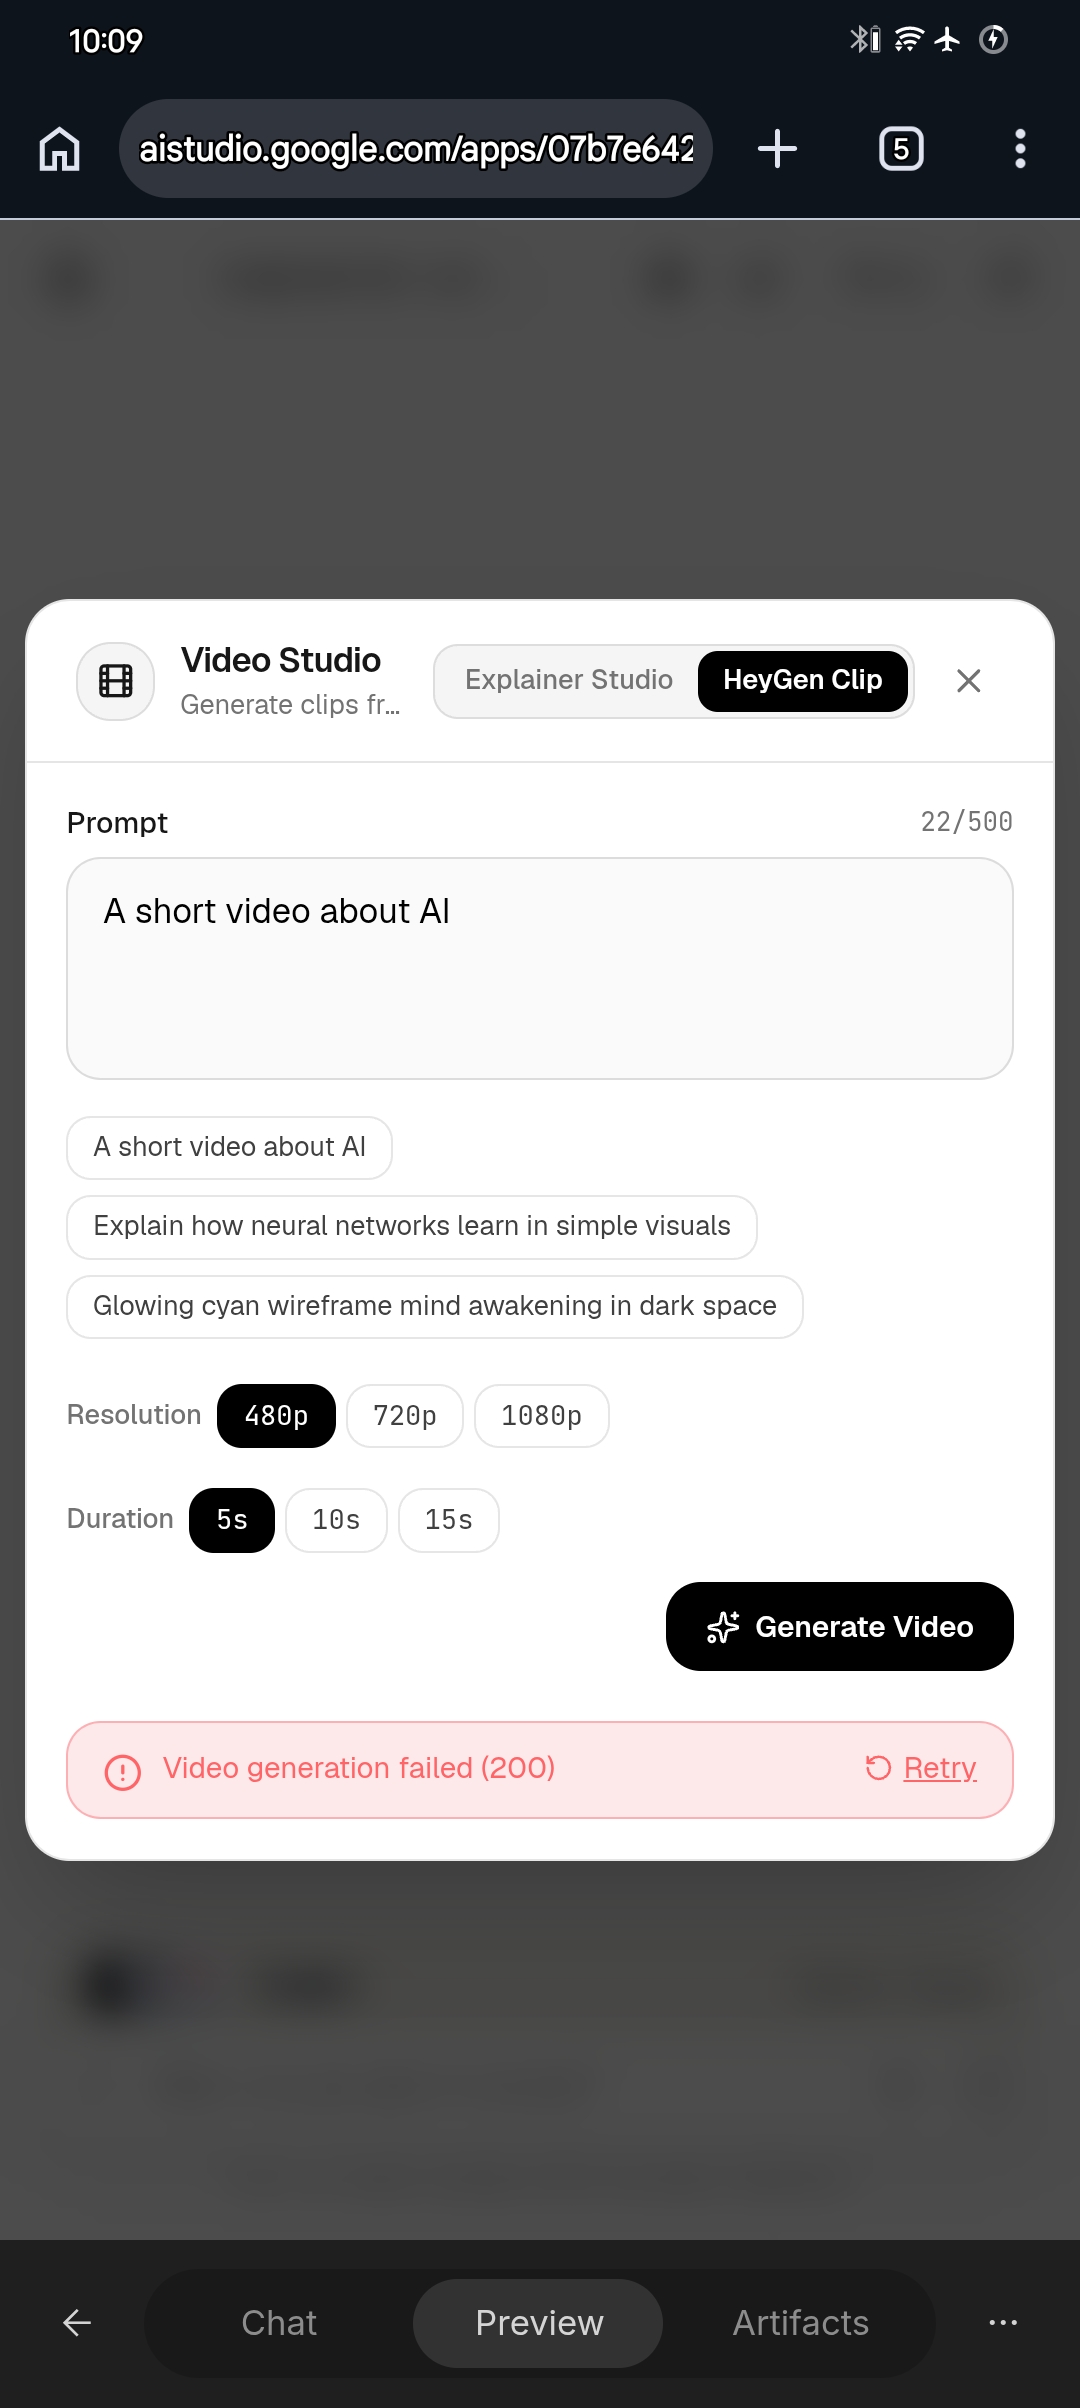 10:09
aistudio.google.com/apps/07b7e642
5
Video Studio
Generate clips fr...
Explainer Studio
HeyGen Clip
Prompt
22/500
A short video about AI
A short video about AI
Explain how neural networks learn in simple visuals
Glowing cyan wireframe mind awakening in dark space
Resolution
480p
720p
1080p
Duration
5s
10s
15s
Generate Video
Video generation failed (200)
Retry
Chat
Preview
Artifacts